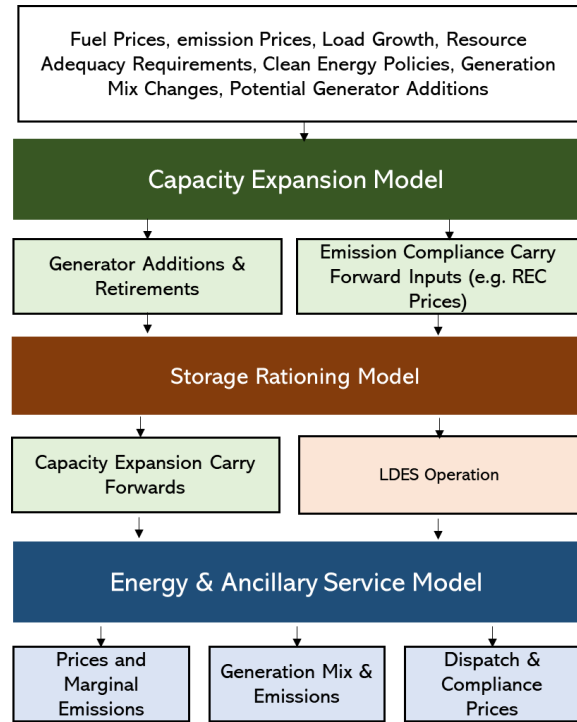 Fuel Prices, emission Prices, Load Growth, Resource
Adequacy Requirements, Clean Energy Policies, Generation
Mix Changes, Potential Generator Additions
Capacity Expansion Model
Generator Additions &
Retirements
Emission Compliance Carry
Forward Inputs (e.g. REC
Prices)
Storage Rationing Model
Capacity Expansion Carry
Forwards
LDES Operation
Energy & Ancillary Service Model
Prices and
Marginal
Emissions
Generation Mix &
Emissions
Dispatch &
Compliance
Prices